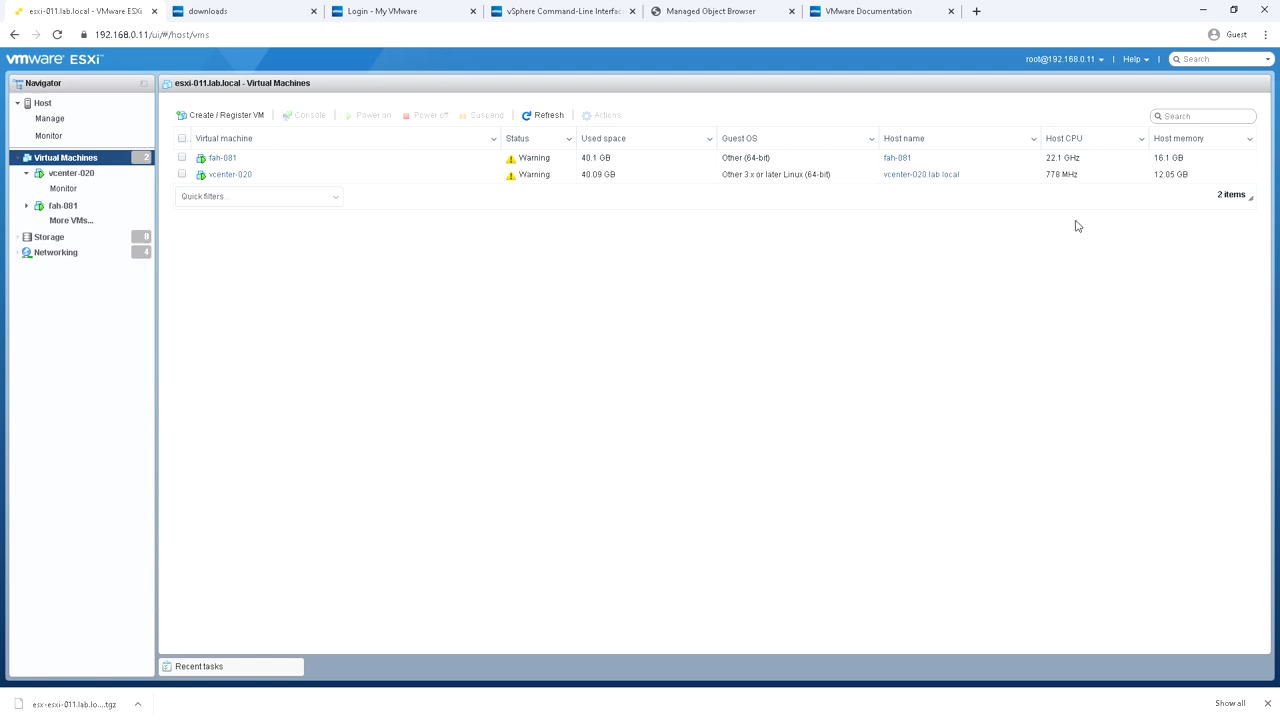 esxi-011.lab.local - VMware ESXi
downloads
Login - My VMware
vSphere Command-Line Interfac
Managed Object Browser
VMware Documentation
192.168.0.11/ui/#/host/vms
Guest
vmware ESXi™
root@192.168.0.11
Help
Search
Navigator
Host
Manage
Monitor
Virtual Machines 2
vcenter-020
Monitor
fah-081
More VMs...
Storage 8
Networking 4
esxi-011.lab.local - Virtual Machines
Create / Register VM
Console
Power on
Power off
Suspend
Refresh
Actions
Search
Virtual machine Status Used space Guest OS Host name Host CPU Host memory
fah-081 Warning 40.1 GB Other (64-bit) fah-081 22.1 GHz 16.1 GB
vcenter-020 Warning 40.09 GB Other 3.x or later Linux (64-bit) vcenter-020.lab.local 778 MHz 12.05 GB
Quick filters...
2 items
Recent tasks
esx-esxi-011.lab.lo....tgz
Show all